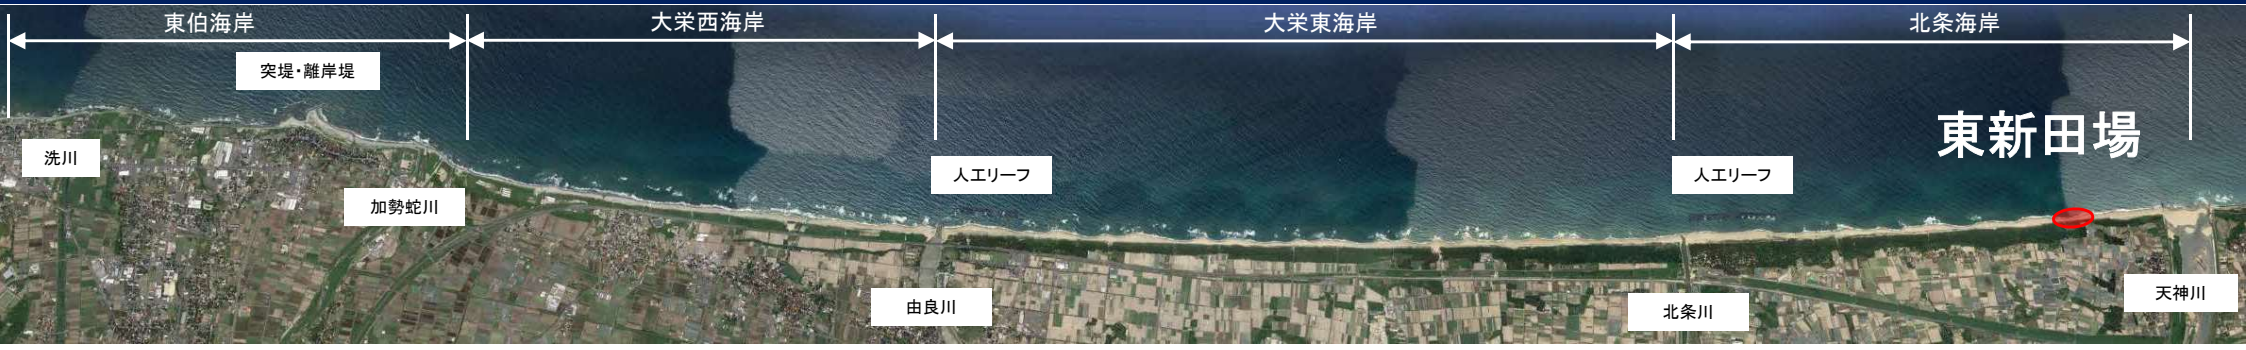 東伯海岸
大栄西海岸
大栄東海岸
北条海岸
突堤・離岸堤
東新田場
洗川
人工リーフ
人工リーフ
加勢蛇川
由良川
北条川
天神川